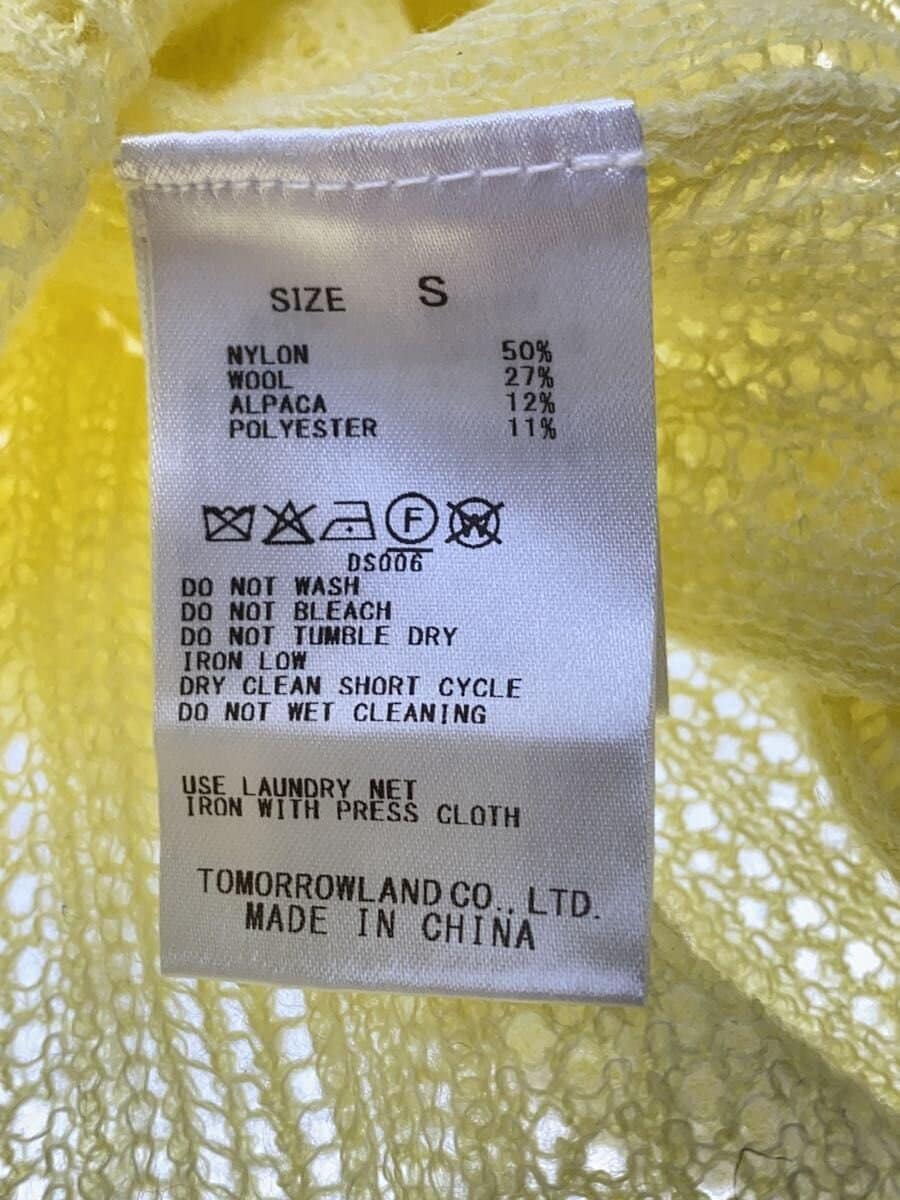 SIZE S
NYLON 50%
WOOL 27%
ALPACA 12%
POLYESTER 11%
F W
DS006
DO NOT WASH
DO NOT BLEACH
DO NOT TUMBLE DRY
IRON LOW
DRY CLEAN SHORT CYCLE
DO NOT WET CLEANING
USE LAUNDRY NET
IRON WITH PRESS CLOTH
TOMORROWLAND CO., LTD.
MADE IN CHINA